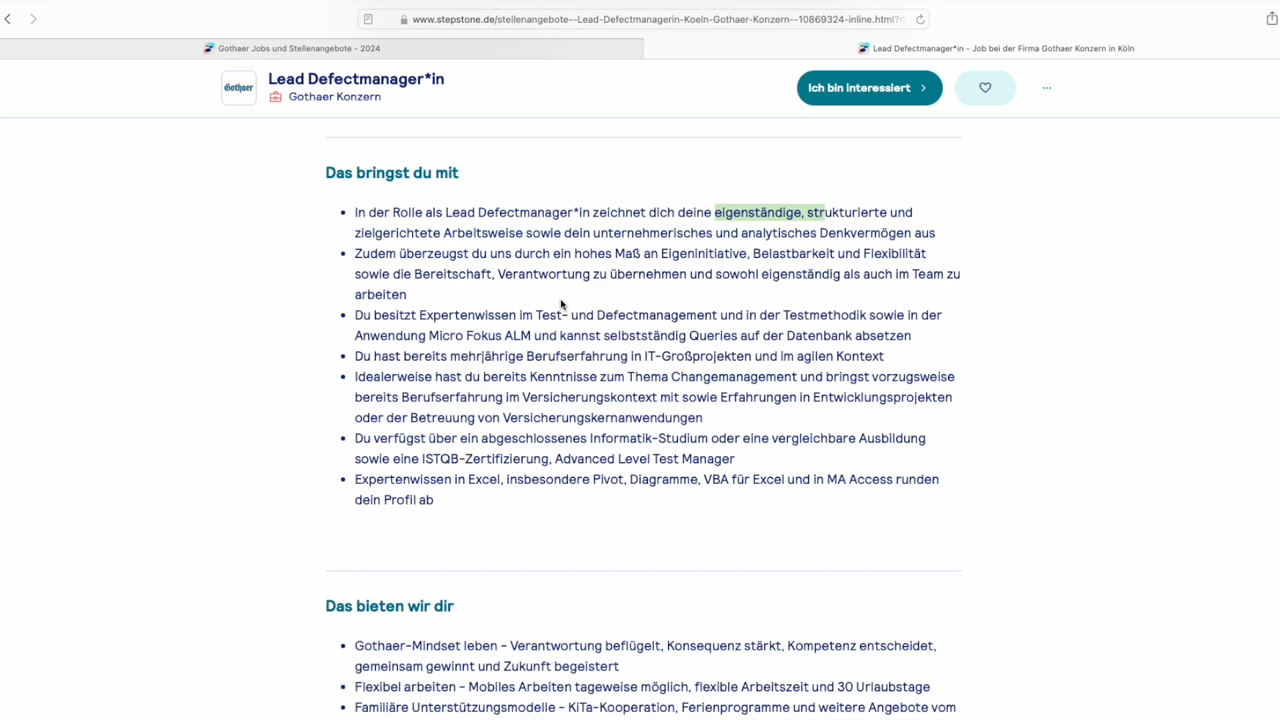 www.stepstone.de/stellenangebote--Lead-Defectmanagerin-Koeln-Gothaer-Konzern--10869324-inline.html?
Gothaer Jobs und Stellenangebote - 2024
Lead Defectmanager*in - Job bei der Firma Gothaer Konzern in Köln
Gothaer
Lead Defectmanager*in
Gothaer Konzern
Ich bin interessiert
Das bringst du mit
• In der Rolle als Lead Defectmanager*in zeichnet dich deine eigenständige, strukturierte und
zielgerichtete Arbeitsweise sowie dein unternehmerisches und analytisches Denkvermögen aus
• Zudem überzeugst du uns durch ein hohes Maß an Eigeninitiative, Belastbarkeit und Flexibilität
sowie die Bereitschaft, Verantwortung zu übernehmen und sowohl eigenständig als auch im Team zu
arbeiten
• Du besitzt Expertenwissen im Test- und Defectmanagement und in der Testmethodik sowie in der
Anwendung Micro Fokus ALM und kannst selbstständig Queries auf der Datenbank absetzen
• Du hast bereits mehrjährige Berufserfahrung in IT-Großprojekten und im agilen Kontext
• Idealerweise hast du bereits Kenntnisse zum Thema Changemanagement und bringst vorzugsweise
bereits Berufserfahrung im Versicherungskontext mit sowie Erfahrungen in Entwicklungsprojekten
oder der Betreuung von Versicherungskernanwendungen
• Du verfügst über ein abgeschlossenes Informatik-Studium oder eine vergleichbare Ausbildung
sowie eine ISTQB-Zertifizierung, Advanced Level Test Manager
• Expertenwissen in Excel, insbesondere Pivot, Diagramme, VBA für Excel und in MA Access runden
dein Profil ab
Das bieten wir dir
• Gothaer-Mindset leben - Verantwortung beflügelt, Konsequenz stärkt, Kompetenz entscheidet,
gemeinsam gewinnt und Zukunft begeistert
• Flexibel arbeiten - Mobiles Arbeiten tageweise möglich, flexible Arbeitszeit und 30 Urlaubstage
• Familiäre Unterstützungsmodelle - KiTa-Kooperation, Ferienprogramme und weitere Angebote vom